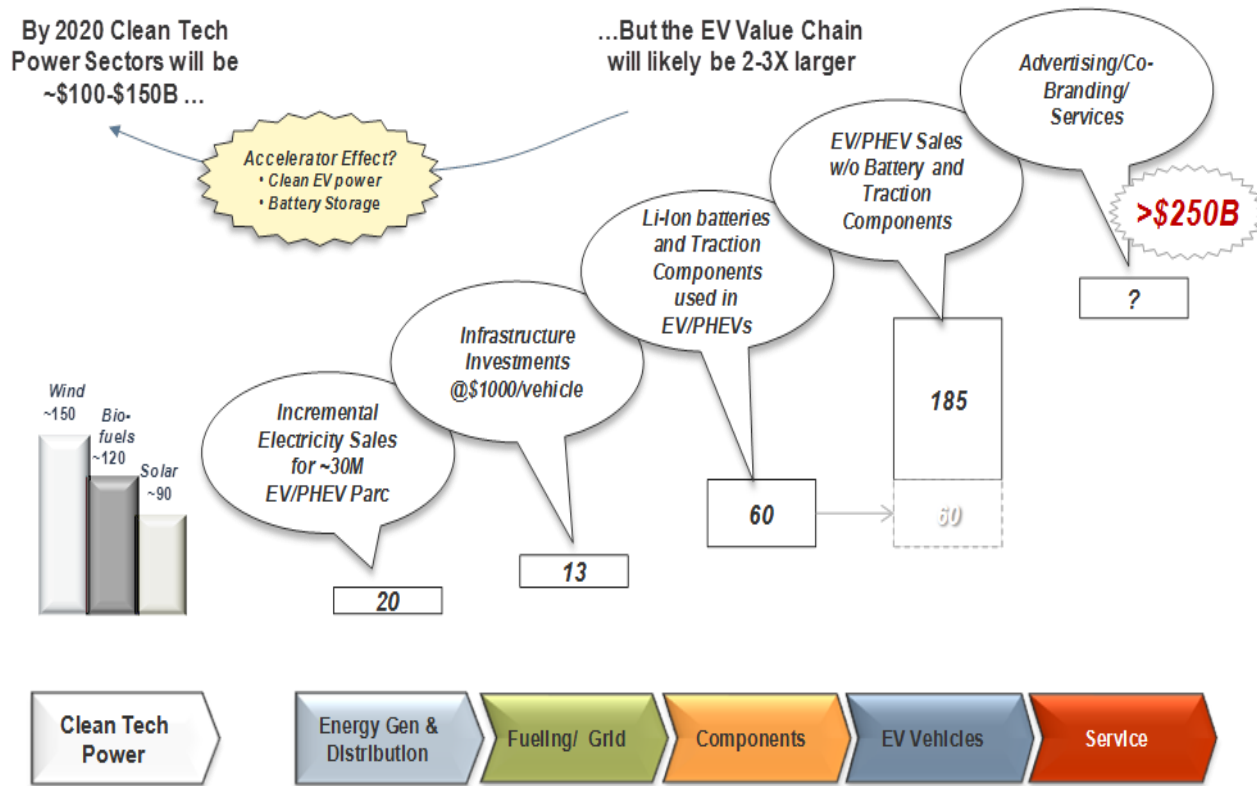 By 2020 Clean Tech
Power Sectors will be
~$100-$150B ...
...But the EV Value Chain
will likely be 2-3X larger
Advertising/Co-
Branding/
Services
Accelerator Effect?
• Clean EV power
• Battery Storage
EV/PHEV Sales
w/o Battery and
Traction
Components
>$250B
Li-Ion batteries
and Traction
Components
used in
EV/PHEVs
?
Infrastructure
Investments
@$1000/vehicle
185
Wind
~150
Bio-
fuels
~120
Solar
~90
Incremental
Electricity Sales
for ~30M
EV/PHEV Parc
60
60
13
20
Clean Tech
Power
Energy Gen &
Distribution
Fueling/ Grid
Components
EV Vehicles
Service